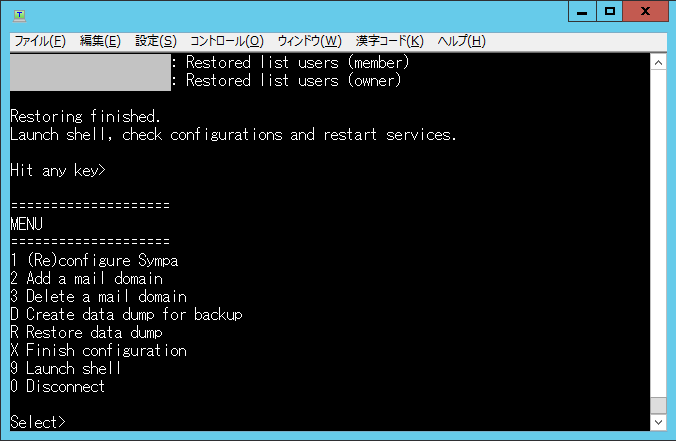 ファイル(F) 編集(E) 設定(S) コントロール(O) ウィンドウ(W) 漢字コード(K) ヘルプ(H)
: Restored list users (member)
: Restored list users (owner)
Restoring finished.
Launch shell, check configurations and restart services.
Hit any key>
====================
MENU
====================
1 (Re)configure Sympa
2 Add a mail domain
3 Delete a mail domain
D Create data dump for backup
R Restore data dump
X Finish configuration
9 Launch shell
0 Disconnect
Select>